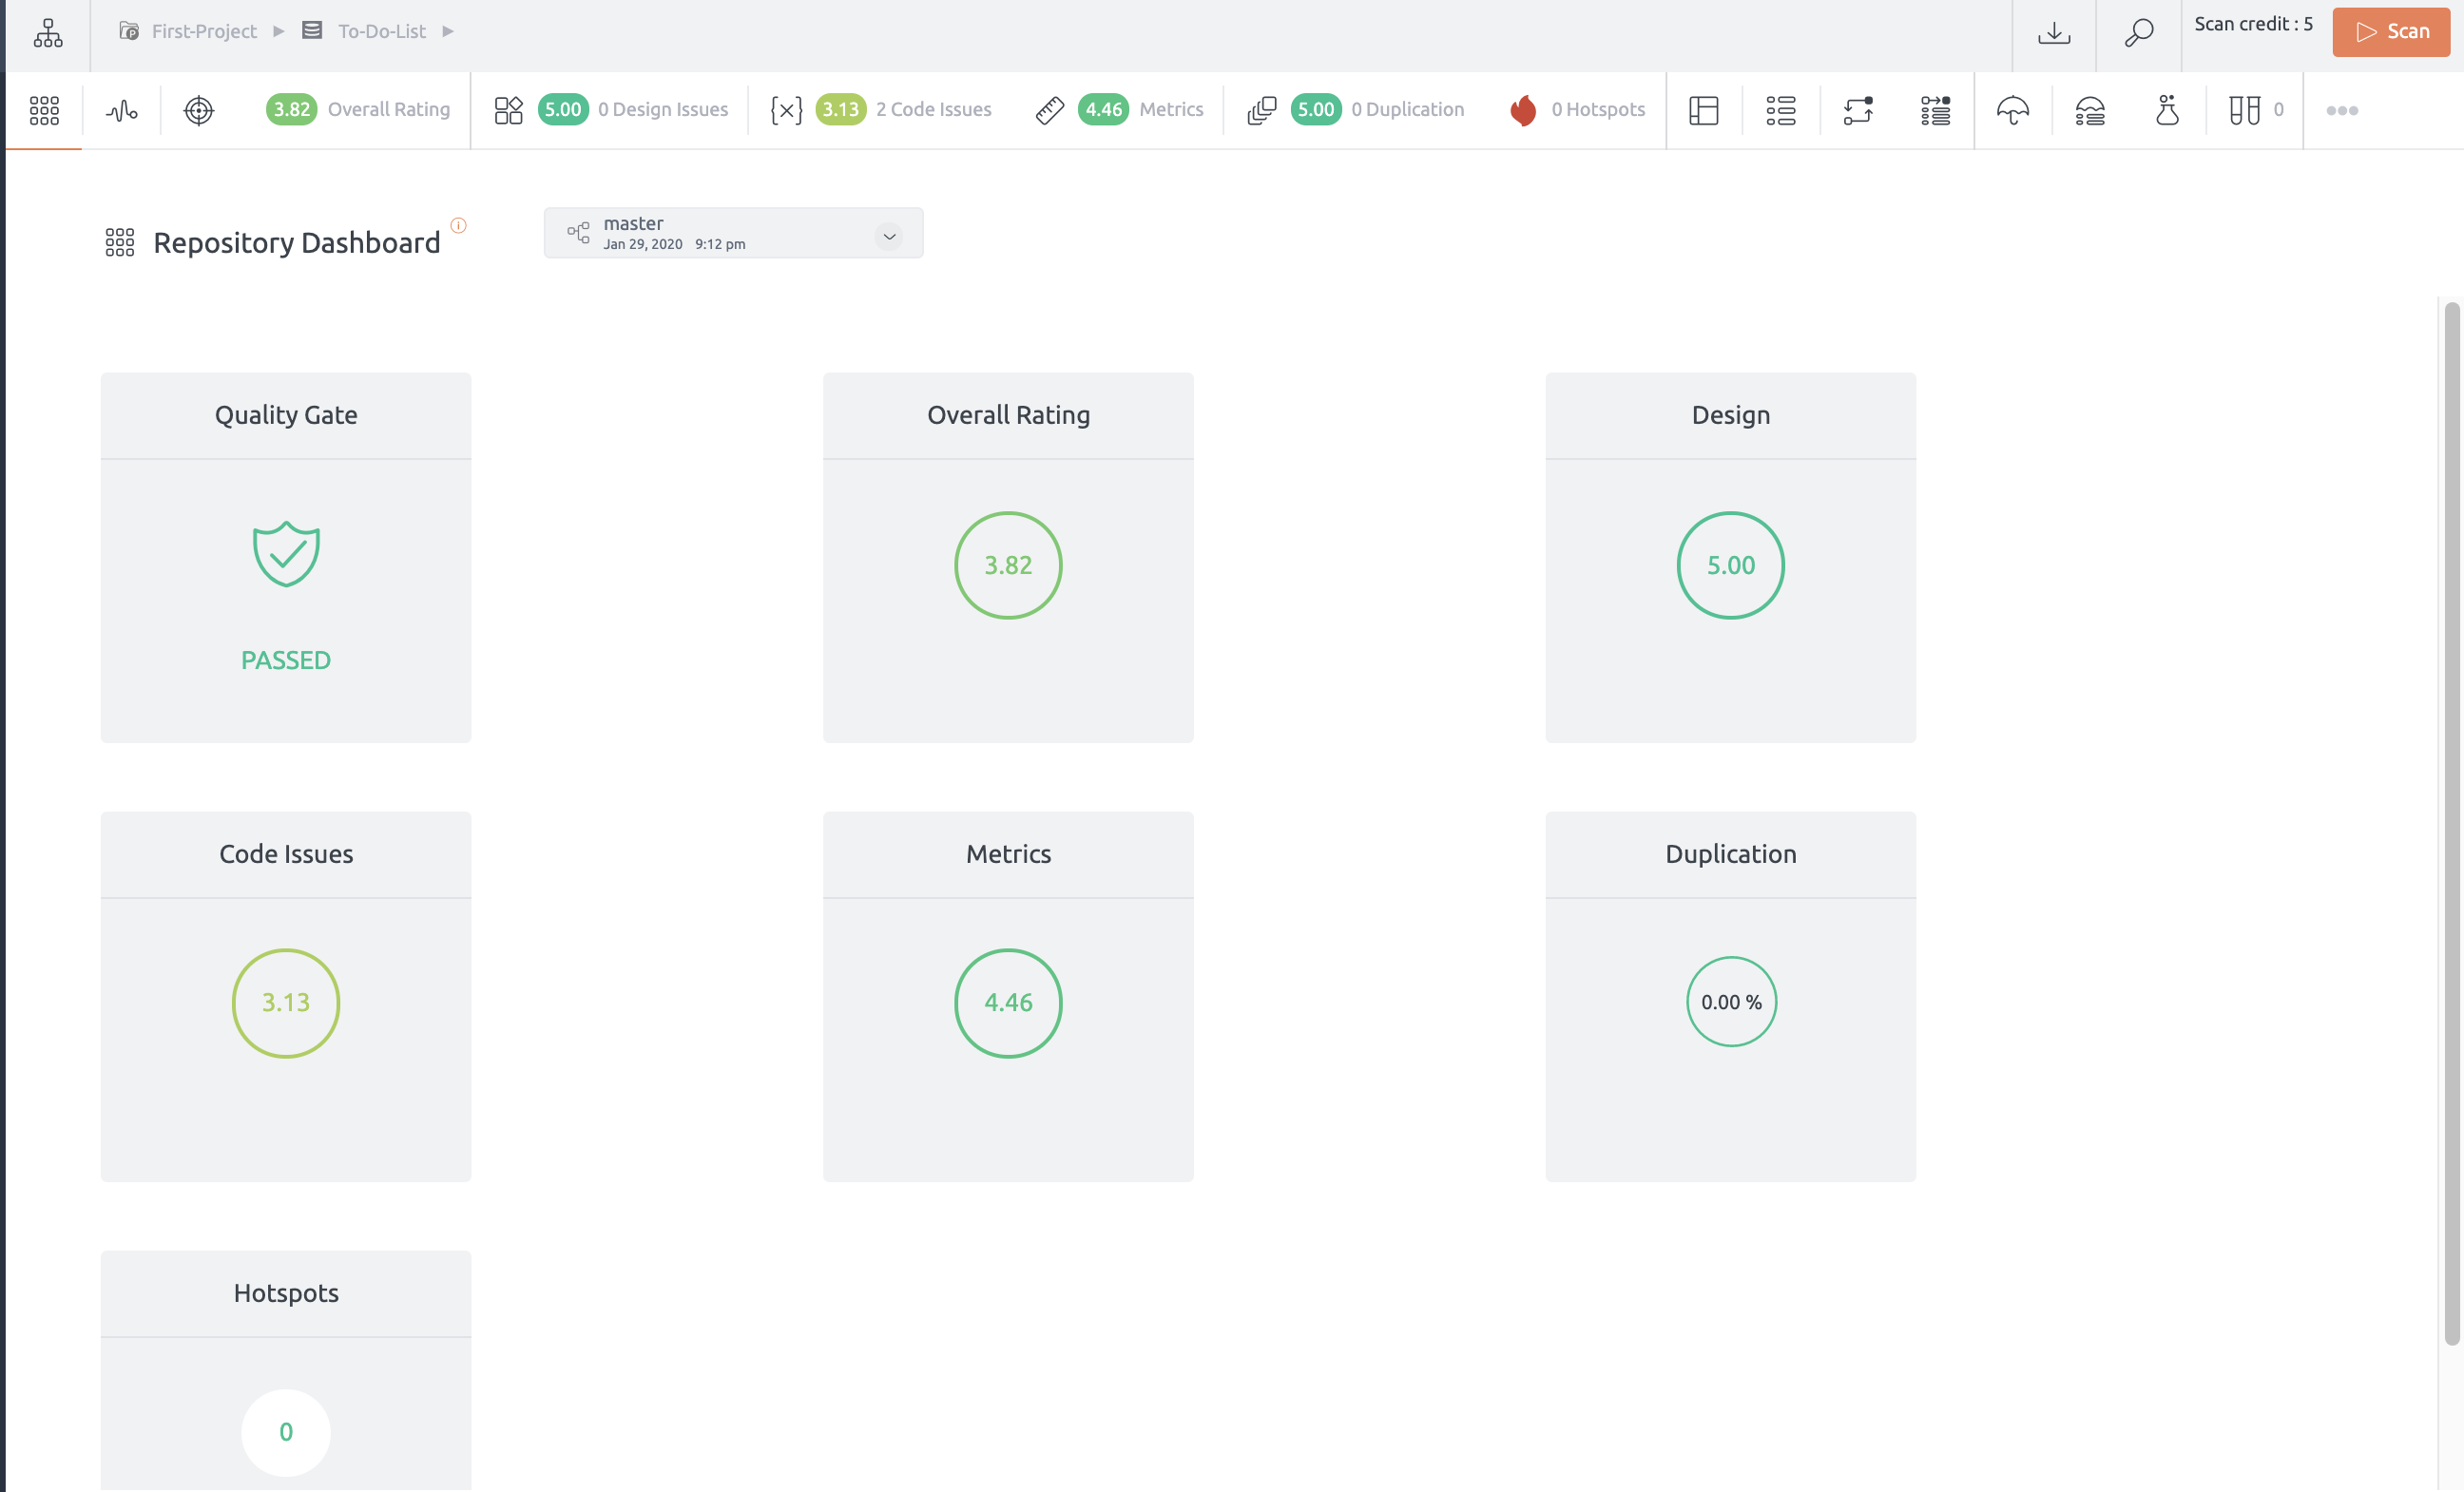 First-Project To-Do-List Scan credit : 5 Scan
3.82 Overall Rating 5.00 0 Design Issues {x} 3.13 2 Code Issues 4.46 Metrics 5.00 0 Duplication 0 Hotspots 0
Repository Dashboard
master
Jan 29, 2020 9:12 pm
Quality Gate
PASSED
Overall Rating
3.82
Design
5.00
Code Issues
3.13
Metrics
4.46
Duplication
0.00 %
Hotspots
0